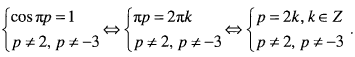 {cos πp = 1 ⇔ {πp = 2πk ⇔ {p = 2k, k ∈ Z
{p ≠ 2, p ≠ −3 {p ≠ 2, p ≠ −3 {p ≠ 2, p ≠ −3 .